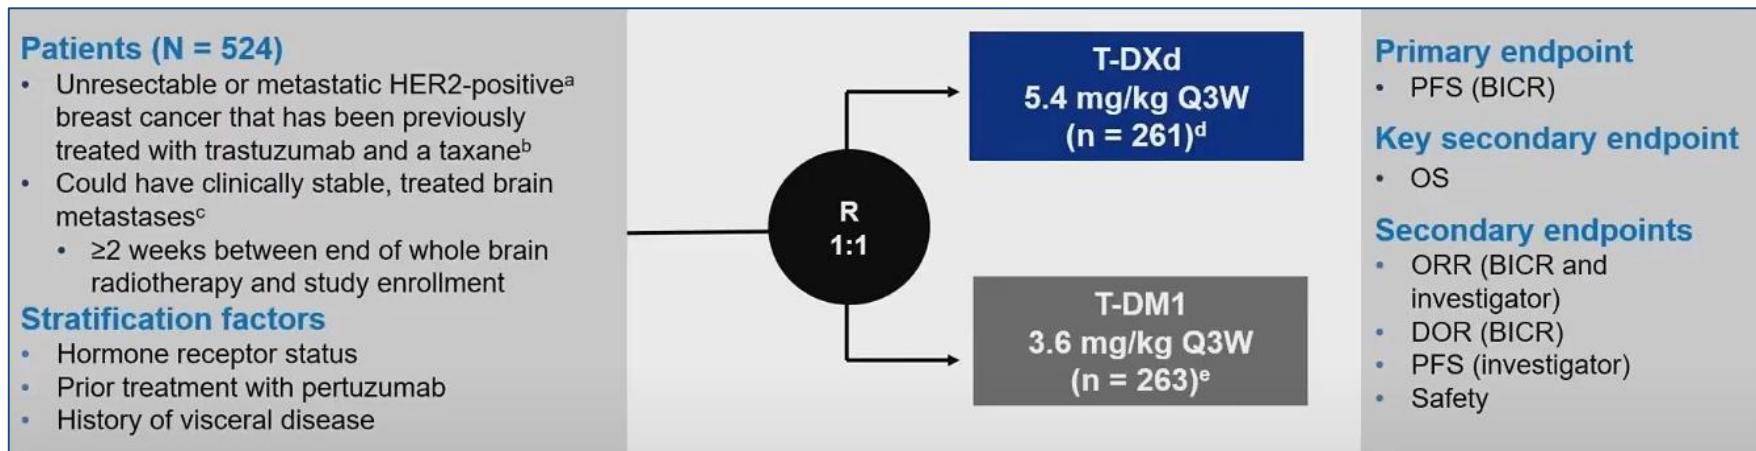 Patients (N = 524)
• Unresectable or metastatic HER2-positiveᵃ
breast cancer that has been previously
treated with trastuzumab and a taxaneᵇ
• Could have clinically stable, treated brain
metastasesᶜ
• ≥2 weeks between end of whole brain
radiotherapy and study enrollment
Stratification factors
• Hormone receptor status
• Prior treatment with pertuzumab
• History of visceral disease
R
1:1
T-DXd
5.4 mg/kg Q3W
(n = 261)ᵈ
T-DM1
3.6 mg/kg Q3W
(n = 263)ᵉ
Primary endpoint
• PFS (BICR)
Key secondary endpoint
• OS
Secondary endpoints
• ORR (BICR and
investigator)
• DOR (BICR)
• PFS (investigator)
• Safety